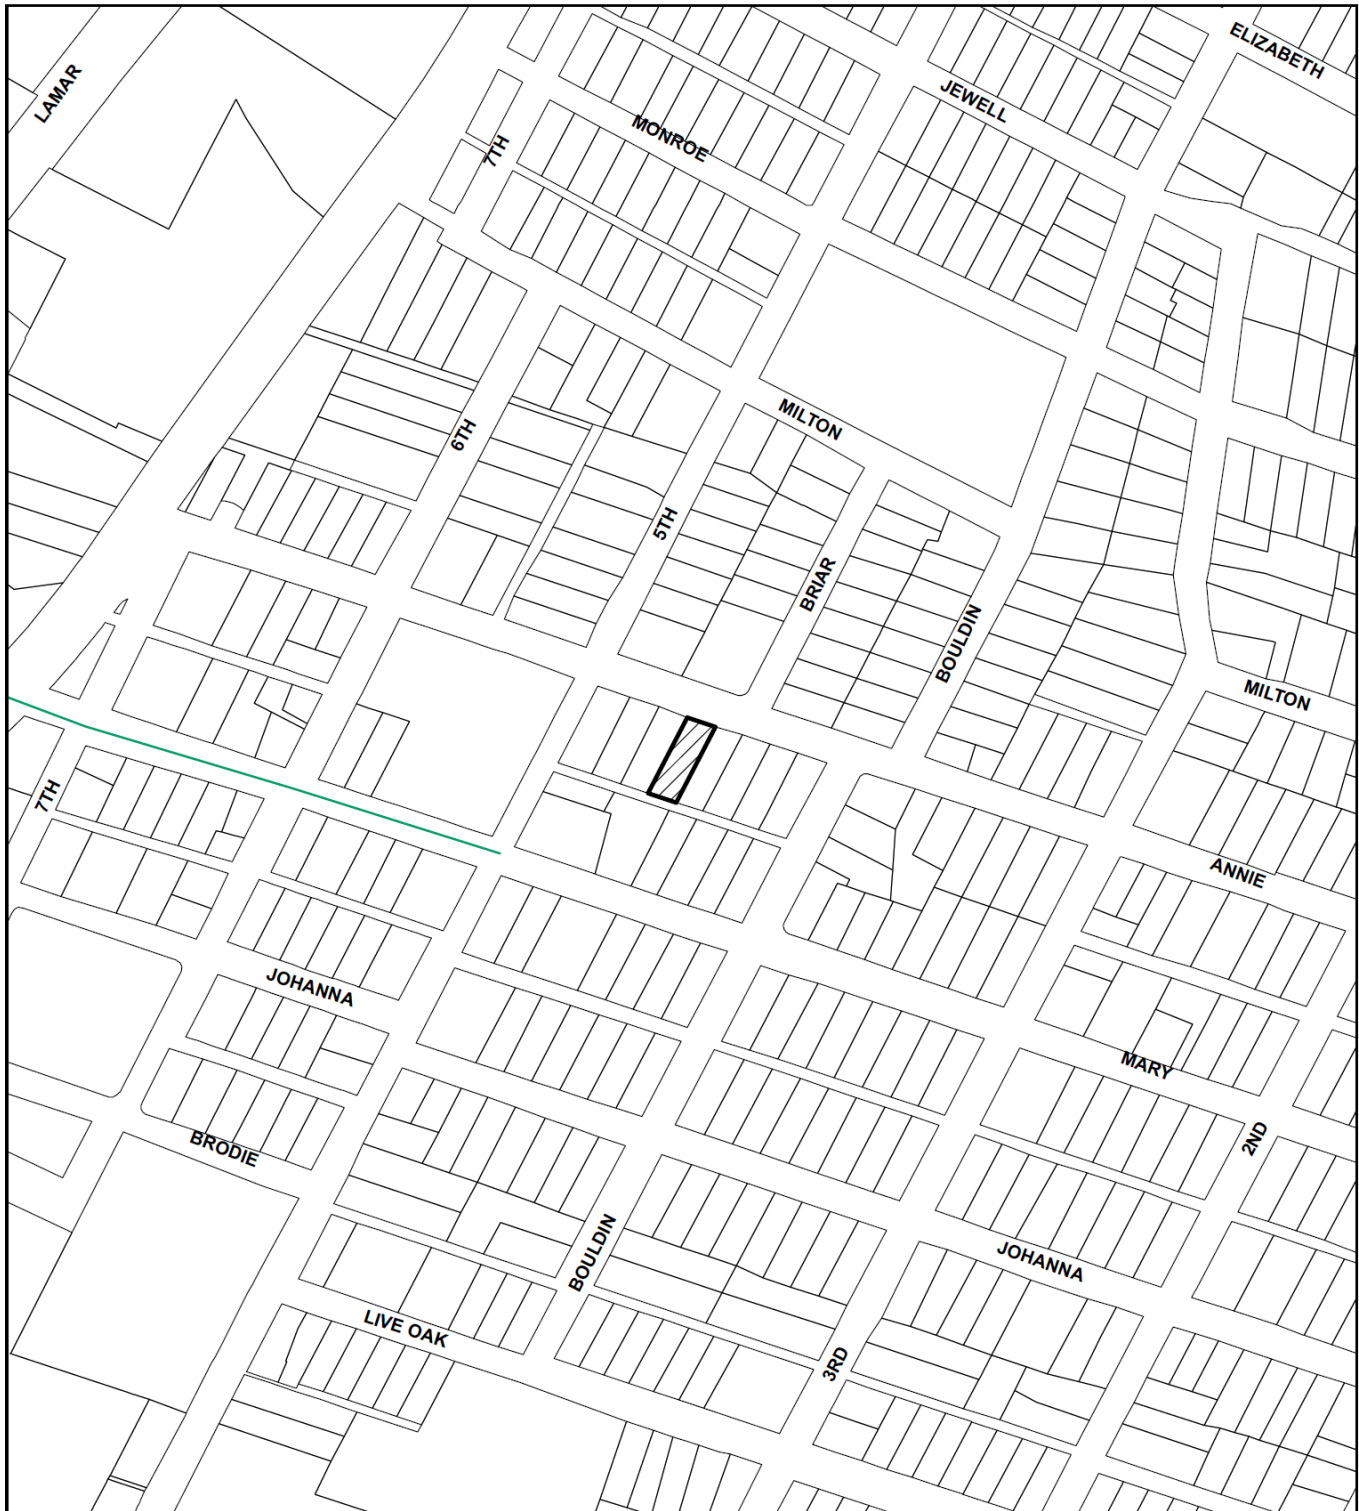 ELIZABETH
LAMAR
JEWELL
MONROE
7TH
MILTON
6TH
5TH
BRIAR
BOULDIN
MILTON
7TH
ANNIE
JOHANNA
MARY
BRODIE
2ND
BOULDIN
JOHANNA
LIVE OAK
3RD